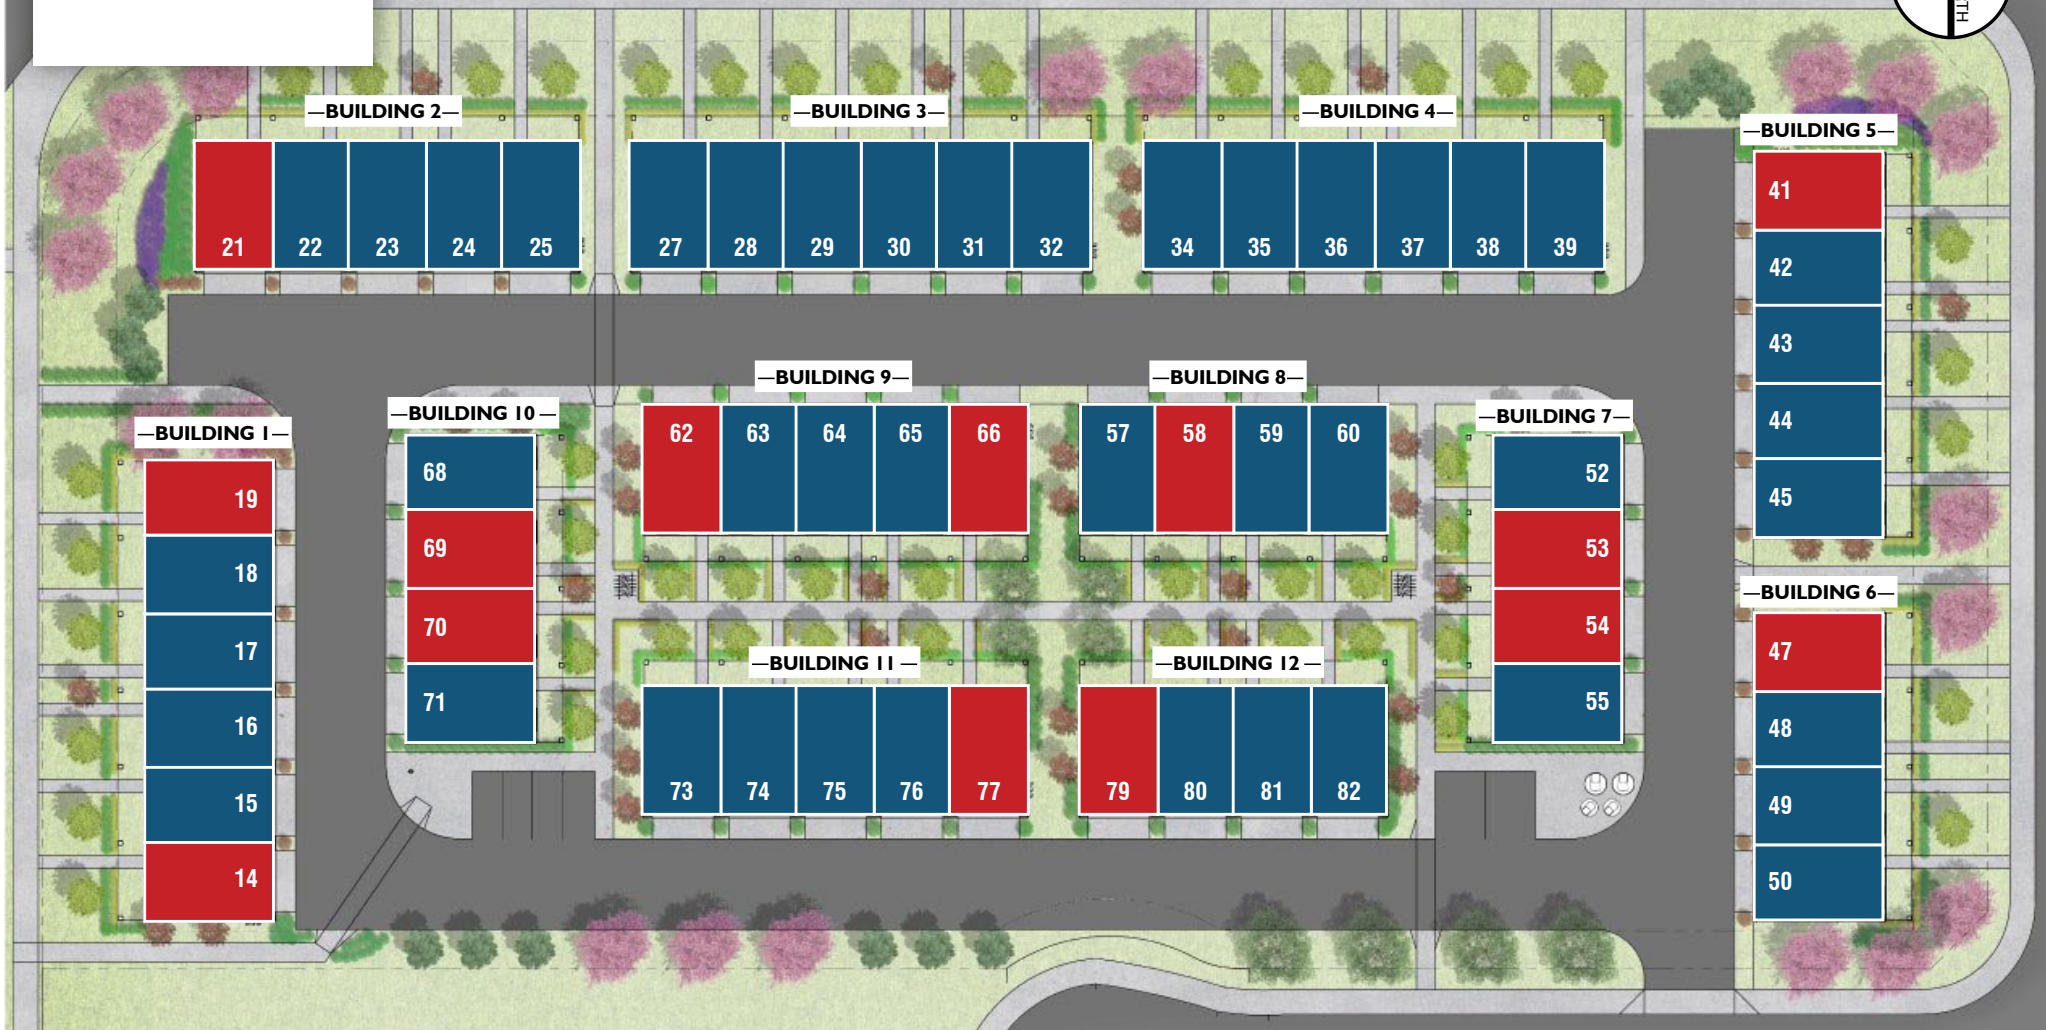 TH
—BUILDING 2—
—BUILDING 3—
—BUILDING 4—
—BUILDING 5—
21 22 23 24 25
27 28 29 30 31 32
34 35 36 37 38 39
41
42
43
44
45
—BUILDING 9—
—BUILDING 8—
62 63 64 65 66
57 58 59 60
—BUILDING 10—
68
69
70
71
—BUILDING 7—
52
53
54
55
—BUILDING 1—
19
18
17
16
15
14
—BUILDING 6—
47
48
49
50
—BUILDING 11—
—BUILDING 12—
73 74 75 76 77
79 80 81 82